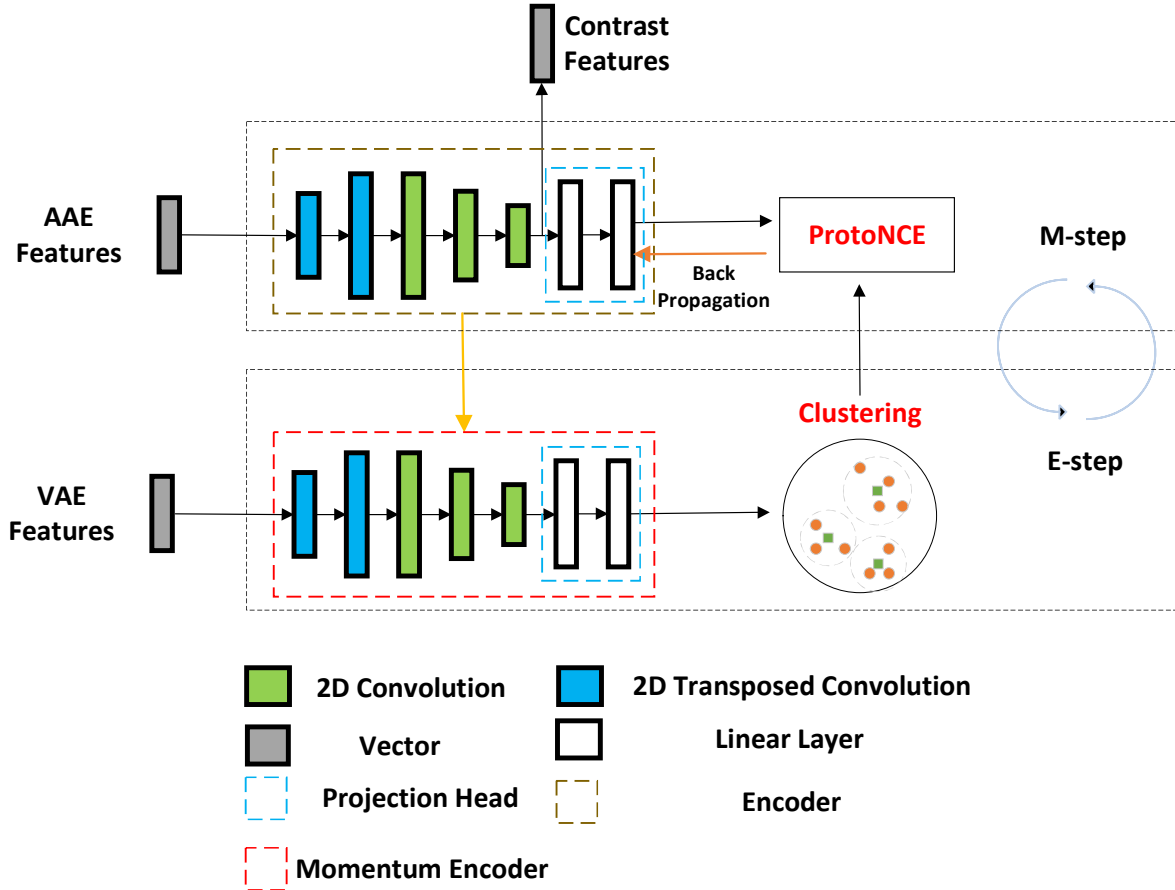 Contrast
Features
AAE
Features
ProtoNCE
M-step
Back
Propagation
Clustering
E-step
VAE
Features
2D Convolution
2D Transposed Convolution
Vector
Linear Layer
Projection Head
Encoder
Momentum Encoder